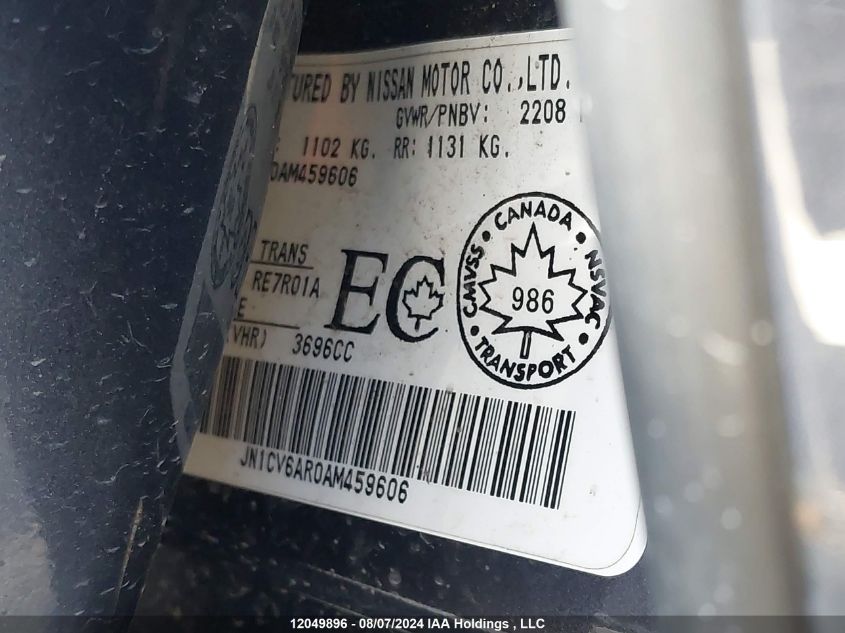 TURED BY NISSAN MOTOR CO.,LTD.
GVWR/PNBV: 2208
: 1102 KG. RR: 1131 KG.
0AM459606
TRANS
RE7R01A
E
(VHR) 3696CC
EC
CANADA • NSVAC • TRANSPORT • CMVSS •
986
JN1CV6AR0AM459606
12049896 - 08/07/2024 IAA Holdings , LLC